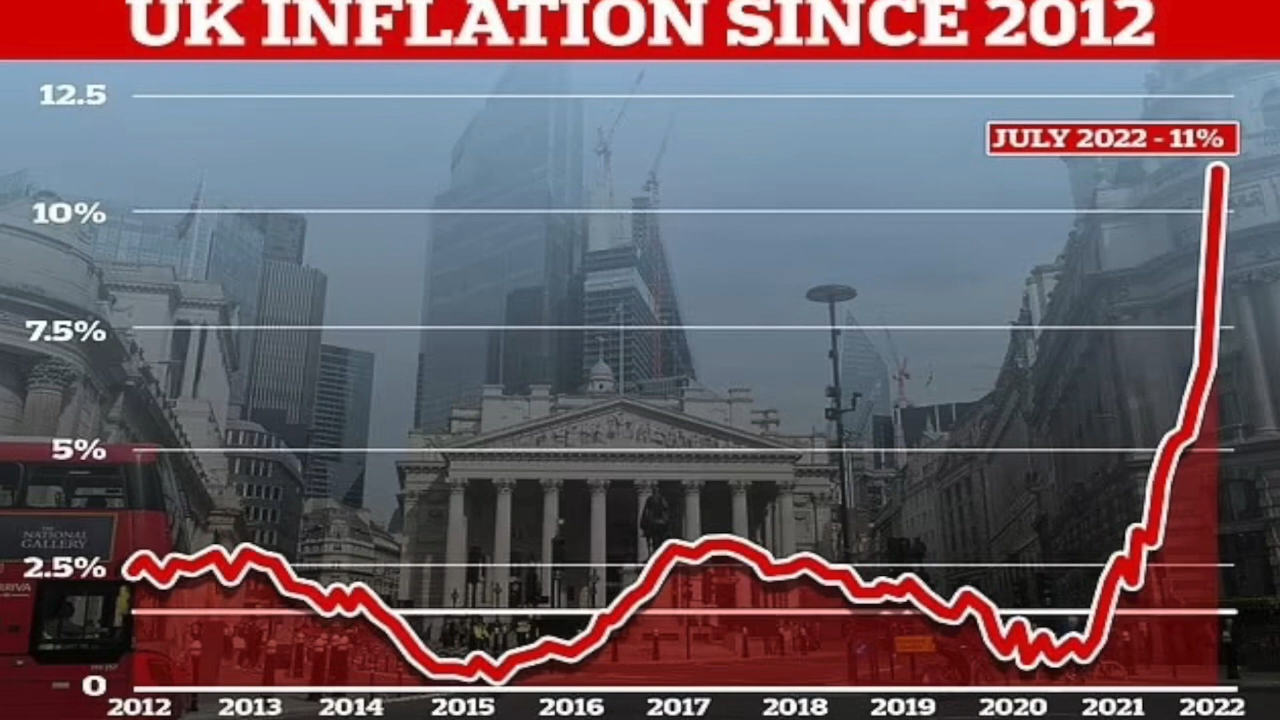 UK INFLATION SINCE 2012
12.5
JULY 2022 - 11%
10%
7.5%
5%
THE
NATIONAL
GALLERY
2.5%
ARRIVA
0
2012 2013 2014 2015 2016 2017 2018 2019 2020 2021 2022